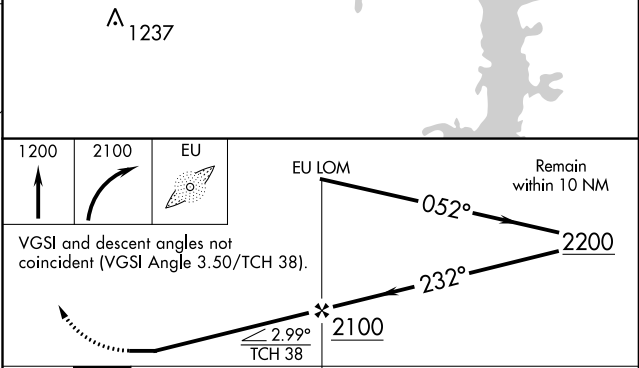 1237
1200
2100
EU
EU LOM
Remain
within 10 NM
052°
2200
VGSI and descent angles not
coincident (VGSI Angle 3.50/TCH 38).
232°
2100
2.99°
TCH 38